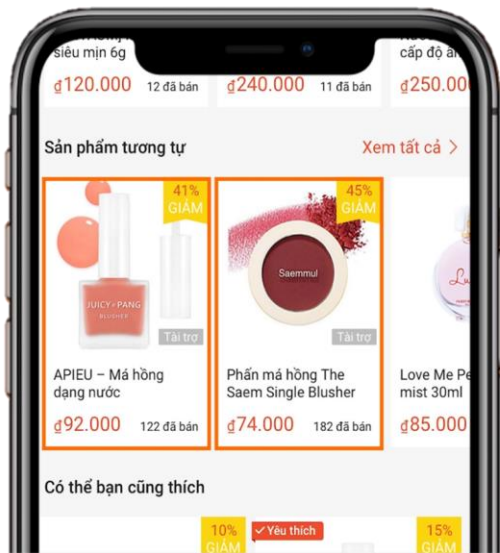 siêu mịn 6g
cấp độ
₫120.000 12 đã bán
₫240.000 11 đã bán
₫250.00
Sản phẩm tương tự
Xem tất cả >
41%
GIẢM
JUICY-PANG
BLUSHER
Tài trợ
APIEU – Má hồng
dạng nước
₫92.000 122 đã bán
45%
GIẢM
Saemmul
Tài trợ
Phấn má hồng The
Saem Single Blusher
₫74.000 182 đã bán
Love Me Pe
mist 30ml
₫85.000
Có thể bạn cũng thích
10%
GIẢM
Yêu thích
15%
GIẢM